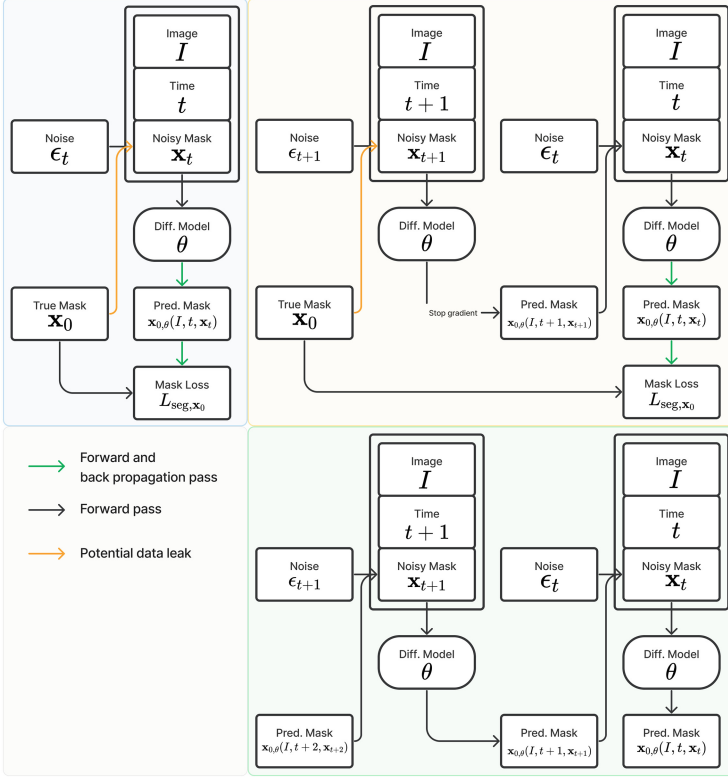 Image
I
Time
t
Noise
ϵ_t
Noisy Mask
𝐱_t
Diff. Model
θ
True Mask
𝐱_0
Pred. Mask
𝐱_{0,θ}(I, t, 𝐱_t)
Mask Loss
L_{seg,𝐱_0}
Image
I
Time
t + 1
Noise
ϵ_{t+1}
Noisy Mask
𝐱_{t+1}
Diff. Model
θ
True Mask
𝐱_0
Stop gradient
Pred. Mask
𝐱_{0,θ}(I, t + 1, 𝐱_{t+1})
Image
I
Time
t
Noise
ϵ_t
Noisy Mask
𝐱_t
Diff. Model
θ
Pred. Mask
𝐱_{0,θ}(I, t, 𝐱_t)
Mask Loss
L_{seg,𝐱_0}
Forward and
back propagation pass
Forward pass
Potential data leak
Image
I
Time
t + 1
Noise
ϵ_{t+1}
Noisy Mask
𝐱_{t+1}
Diff. Model
θ
Pred. Mask
𝐱_{0,θ}(I, t + 2, 𝐱_{t+2})
Pred. Mask
𝐱_{0,θ}(I, t + 1, 𝐱_{t+1})
Image
I
Time
t
Noise
ϵ_t
Noisy Mask
𝐱_t
Diff. Model
θ
Pred. Mask
𝐱_{0,θ}(I, t, 𝐱_t)